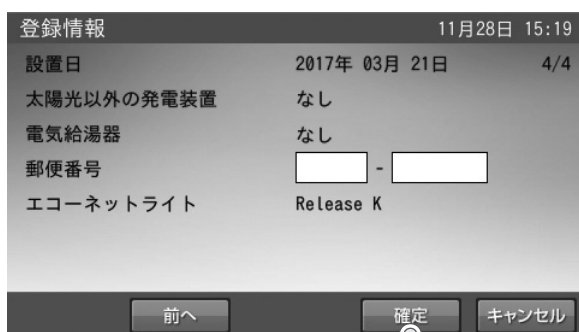 登録情報 11月28日 15:19
設置日 2017年 03月 21日 4/4
太陽光以外の発電装置 なし
電気給湯器 なし
郵便番号 -
エコーネットライト Release K
前へ 確定 キャンセル